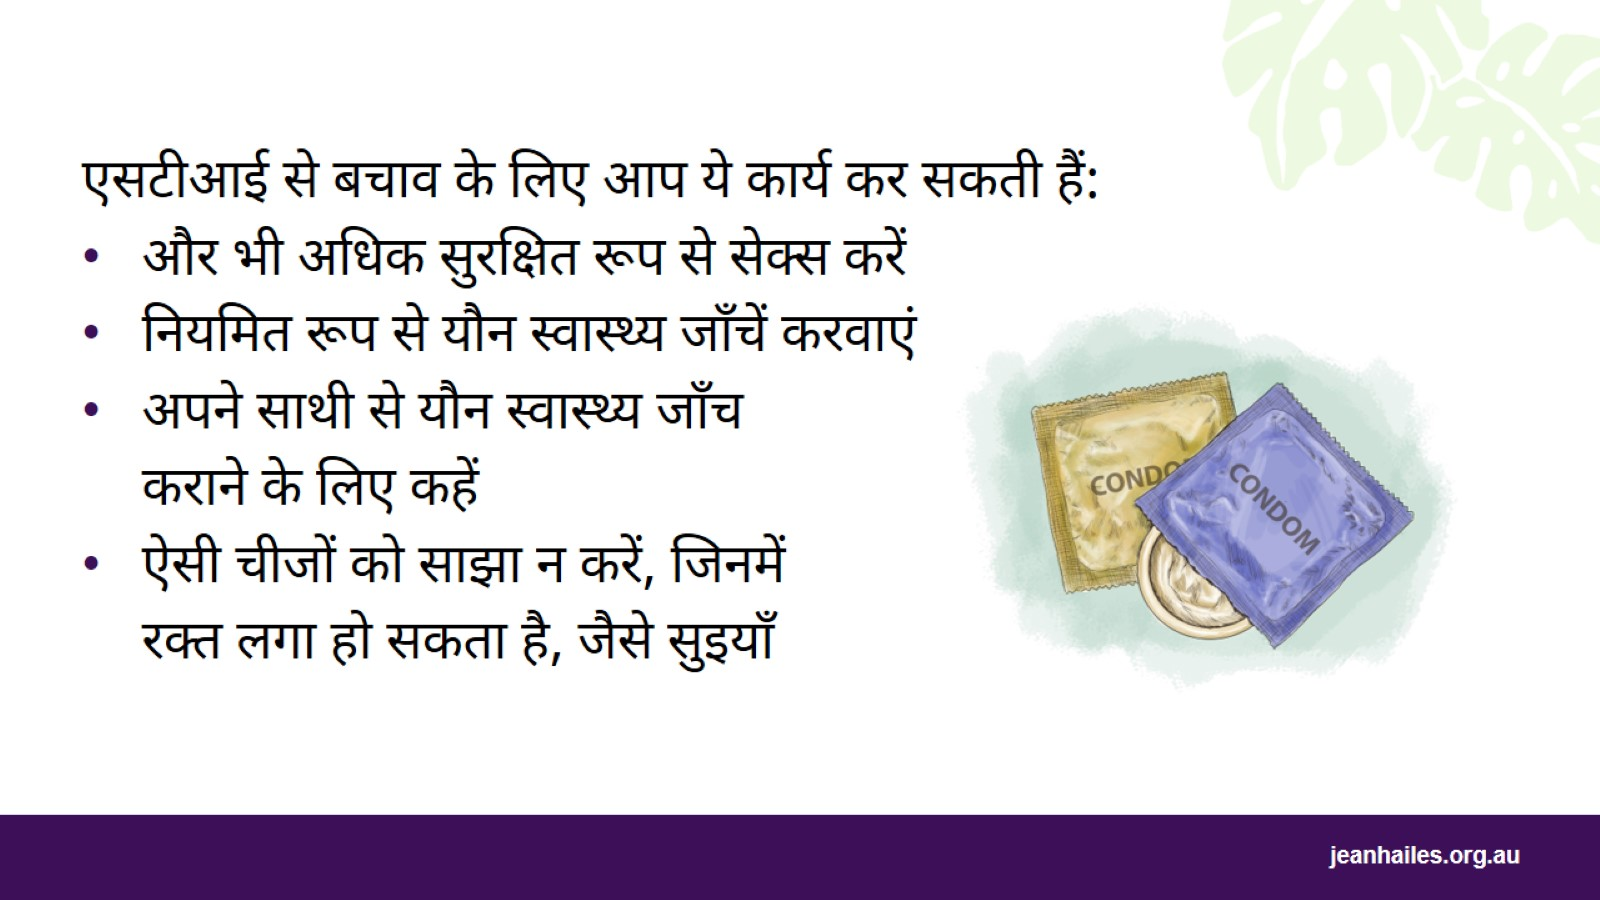 एसटीआई से बचाव के लिए आप ये कार्य कर सकती हैं:
• और भी अधिक सुरक्षित रूप से सेक्स करें
• नियमित रूप से यौन स्वास्थ्य जाँचें करवाएं
• अपने साथी से यौन स्वास्थ्य जाँच
कराने के लिए कहें
• ऐसी चीजों को साझा न करें, जिनमें
रक्त लगा हो सकता है, जैसे सुइयाँ
CONDO
CONDOM
jeanhailes.org.au